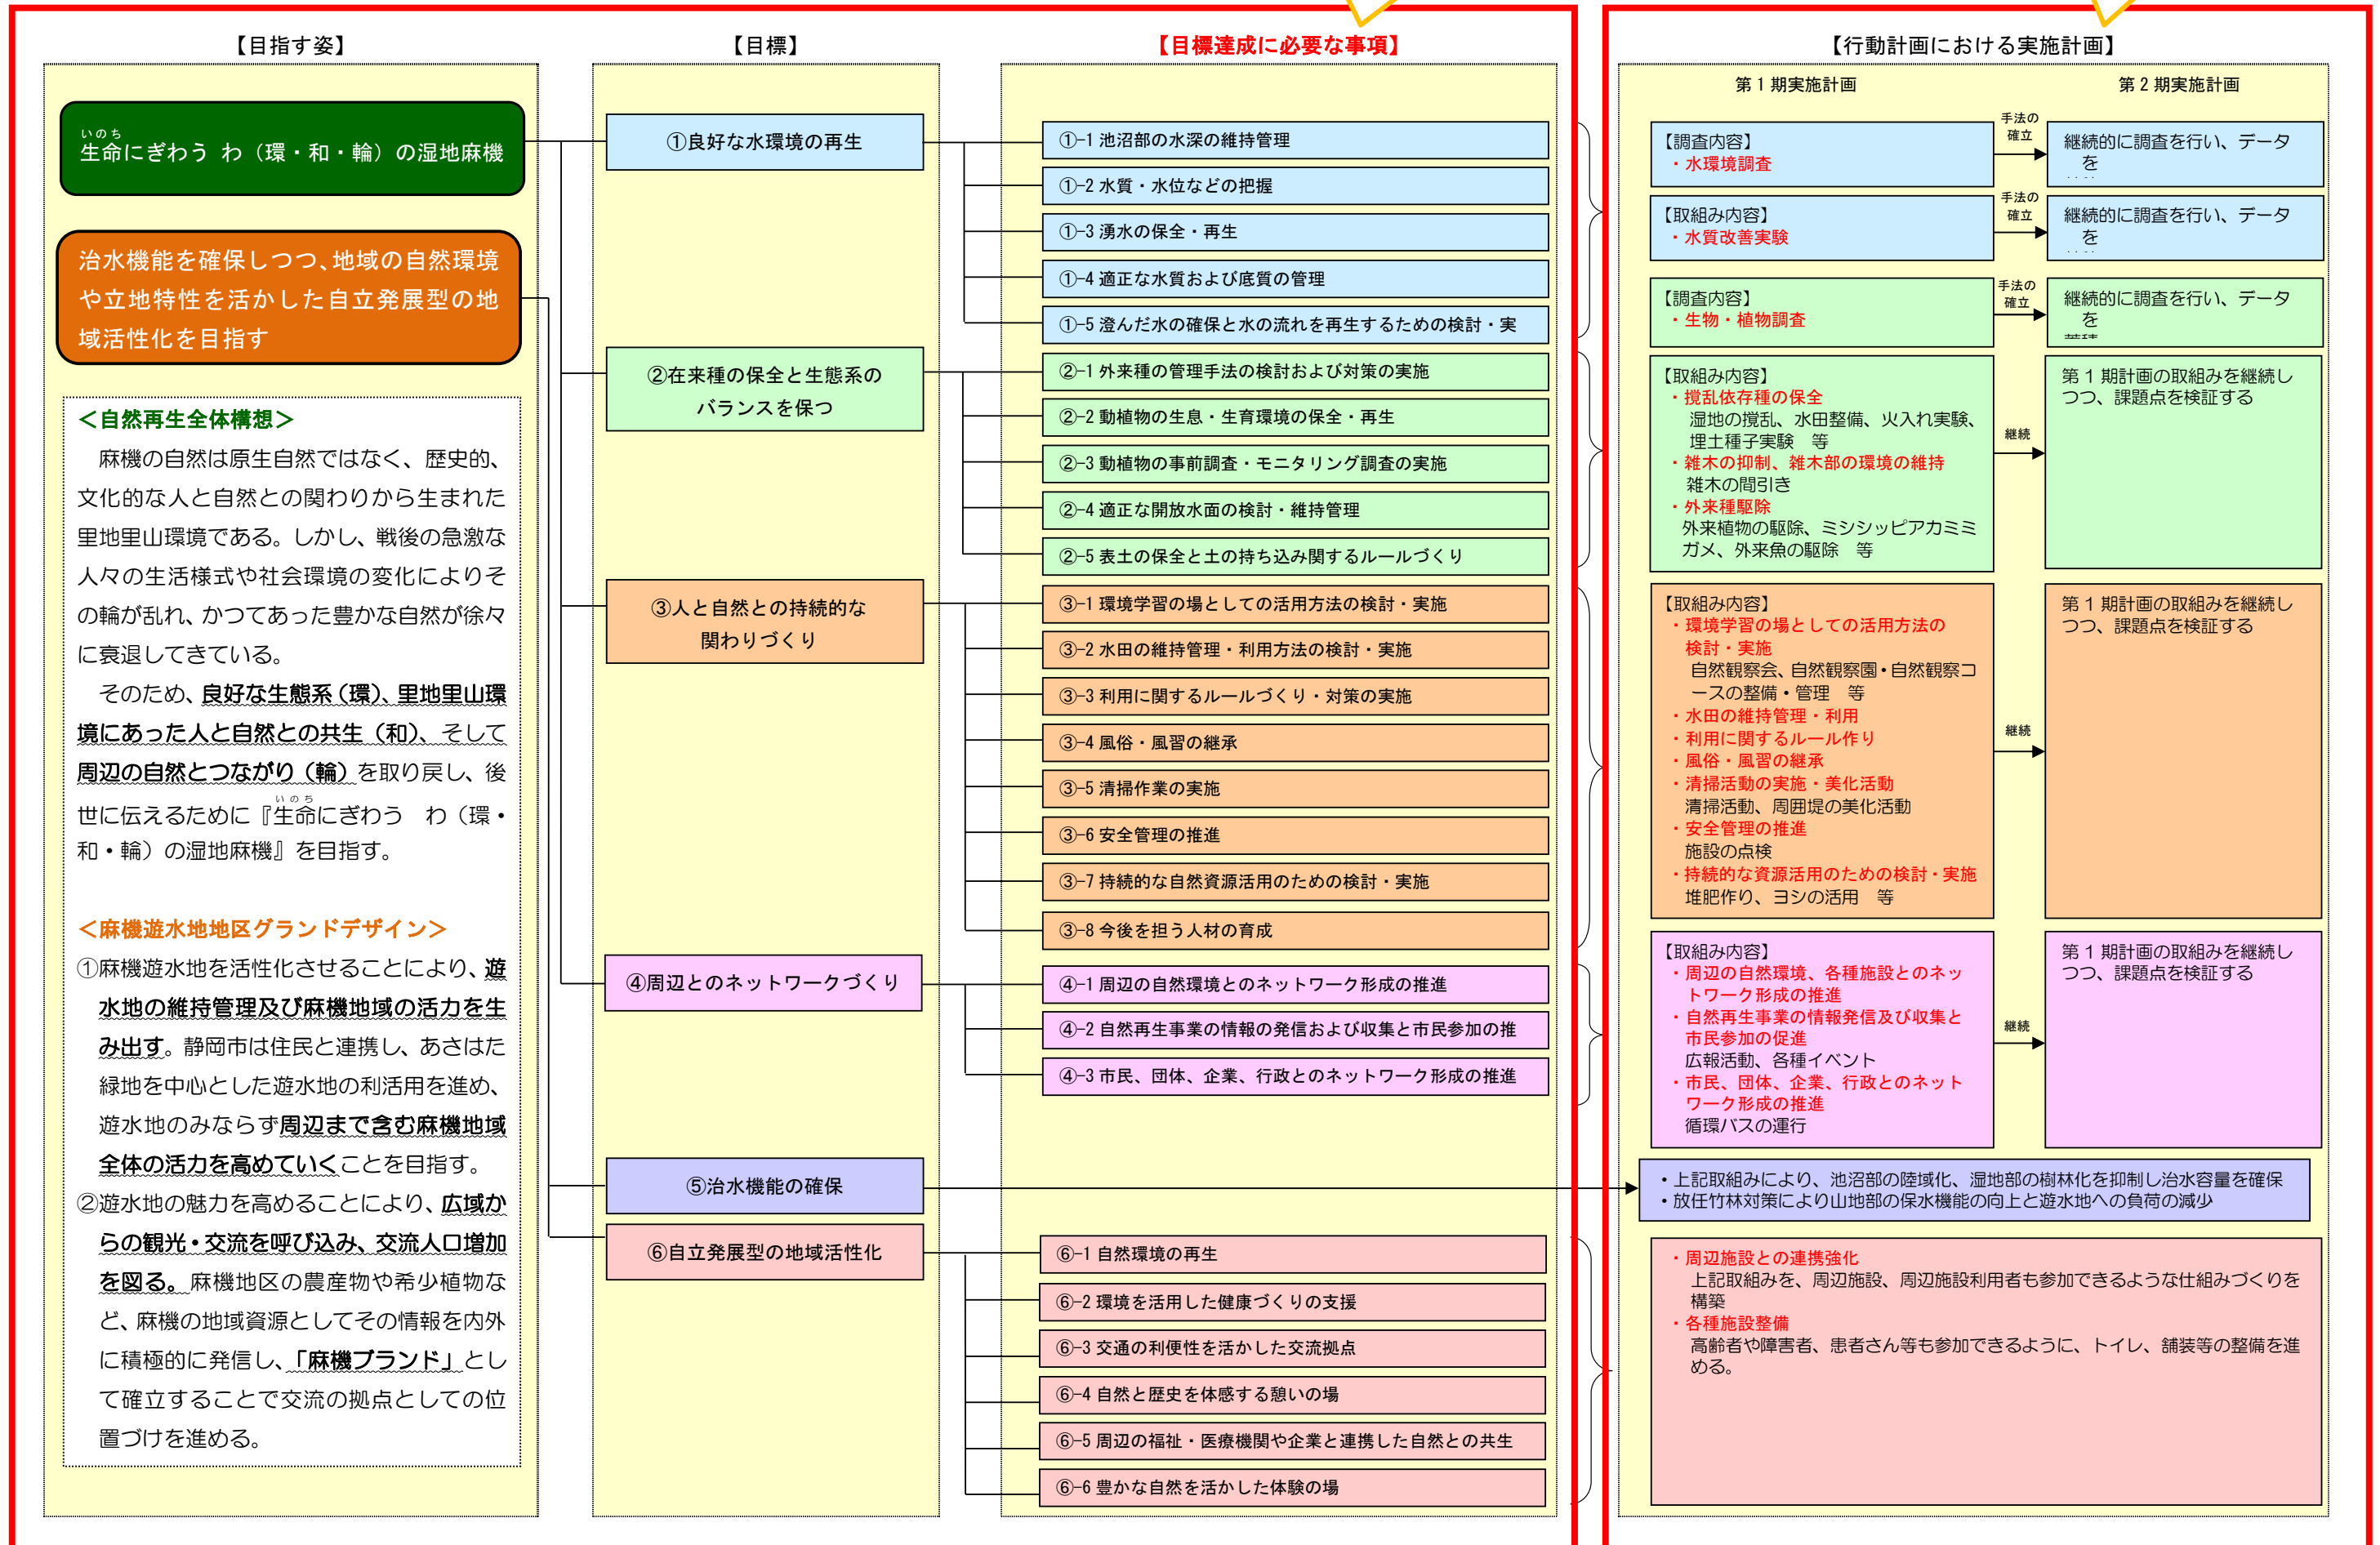 【目指す姿】
いのち
生命にぎわう わ（環・和・輪）の湿地麻機
治水機能を確保しつつ、地域の自然環境
や立地特性を活かした自立発展型の地
域活性化を目指す
＜自然再生全体構想＞
麻機の自然は原生自然ではなく、歴史的、
文化的な人と自然との関わりから生まれた
里地里山環境である。しかし、戦後の急激な
人々の生活様式や社会環境の変化によりそ
の輪が乱れ、かつてあった豊かな自然が徐々
に衰退してきている。
そのため、良好な生態系（環）、里地里山環
境にあった人と自然との共生（和）、そして
周辺の自然とつながり（輪）を取り戻し、後
いのち
世に伝えるために『生命にぎわう　わ（環・
和・輪）の湿地麻機』を目指す。
＜麻機遊水地地区グランドデザイン＞
①麻機遊水地を活性化させることにより、遊
水地の維持管理及び麻機地域の活力を生
み出す。静岡市は住民と連携し、あさはた
緑地を中心とした遊水地の利活用を進め、
遊水地のみならず周辺まで含む麻機地域
全体の活力を高めていくことを目指す。
②遊水地の魅力を高めることにより、広域か
らの観光・交流を呼び込み、交流人口増加
を図る。麻機地区の農産物や希少植物な
ど、麻機の地域資源としてその情報を内外
に積極的に発信し、「麻機ブランド」とし
て確立することで交流の拠点としての位
置づけを進める。
【目標】
①良好な水環境の再生
②在来種の保全と生態系の
バランスを保つ
③人と自然との持続的な
関わりづくり
④周辺とのネットワークづくり
⑤治水機能の確保
⑥自立発展型の地域活性化
【目標達成に必要な事項】
①-1 池沼部の水深の維持管理
①-2 水質・水位などの把握
①-3 湧水の保全・再生
①-4 適正な水質および底質の管理
①-5 澄んだ水の確保と水の流れを再生するための検討・実
②-1 外来種の管理手法の検討および対策の実施
②-2 動植物の生息・生育環境の保全・再生
②-3 動植物の事前調査・モニタリング調査の実施
②-4 適正な開放水面の検討・維持管理
②-5 表土の保全と土の持ち込み関するルールづくり
③-1 環境学習の場としての活用方法の検討・実施
③-2 水田の維持管理・利用方法の検討・実施
③-3 利用に関するルールづくり・対策の実施
③-4 風俗・風習の継承
③-5 清掃作業の実施
③-6 安全管理の推進
③-7 持続的な自然資源活用のための検討・実施
③-8 今後を担う人材の育成
④-1 周辺の自然環境とのネットワーク形成の推進
④-2 自然再生事業の情報の発信および収集と市民参加の推
④-3 市民、団体、企業、行政とのネットワーク形成の推進
⑥-1 自然環境の再生
⑥-2 環境を活用した健康づくりの支援
⑥-3 交通の利便性を活かした交流拠点
⑥-4 自然と歴史を体感する憩いの場
⑥-5 周辺の福祉・医療機関や企業と連携した自然との共生
⑥-6 豊かな自然を活かした体験の場
【行動計画における実施計画】
第 1 期実施計画
第 2 期実施計画
【調査内容】
・水環境調査
手法の
確立
継続的に調査を行い、データ
を
【取組み内容】
・水質改善実験
手法の
確立
継続的に調査を行い、データ
を
【調査内容】
・生物・植物調査
手法の
確立
継続的に調査を行い、データ
を
【取組み内容】
・撹乱依存種の保全
湿地の撹乱、水田整備、火入れ実験、
埋土種子実験　等
・雑木の抑制、雑木部の環境の維持
雑木の間引き
・外来種駆除
外来植物の駆除、ミシシッピアカミミ
ガメ、外来魚の駆除　等
継続
第 1 期計画の取組みを継続し
つつ、課題点を検証する
【取組み内容】
・環境学習の場としての活用方法の
検討・実施
自然観察会、自然観察園・自然観察コ
ースの整備・管理　等
・水田の維持管理・利用
・利用に関するルール作り
・風俗・風習の継承
・清掃活動の実施・美化活動
清掃活動、周囲堤の美化活動
・安全管理の推進
施設の点検
・持続的な資源活用のための検討・実施
堆肥作り、ヨシの活用　等
継続
第 1 期計画の取組みを継続し
つつ、課題点を検証する
【取組み内容】
・周辺の自然環境、各種施設とのネッ
トワーク形成の推進
・自然再生事業の情報発信及び収集と
市民参加の促進
広報活動、各種イベント
・市民、団体、企業、行政とのネット
ワーク形成の推進
循環バスの運行
継続
第 1 期計画の取組みを継続し
つつ、課題点を検証する
・上記取組みにより、池沼部の陸域化、湿地部の樹林化を抑制し治水容量を確保
・放任竹林対策により山地部の保水機能の向上と遊水地への負荷の減少
・周辺施設との連携強化
上記取組みを、周辺施設、周辺施設利用者も参加できるような仕組みづくりを
構築
・各種施設整備
高齢者や障害者、患者さん等も参加できるように、トイレ、舗装等の整備を進
める。